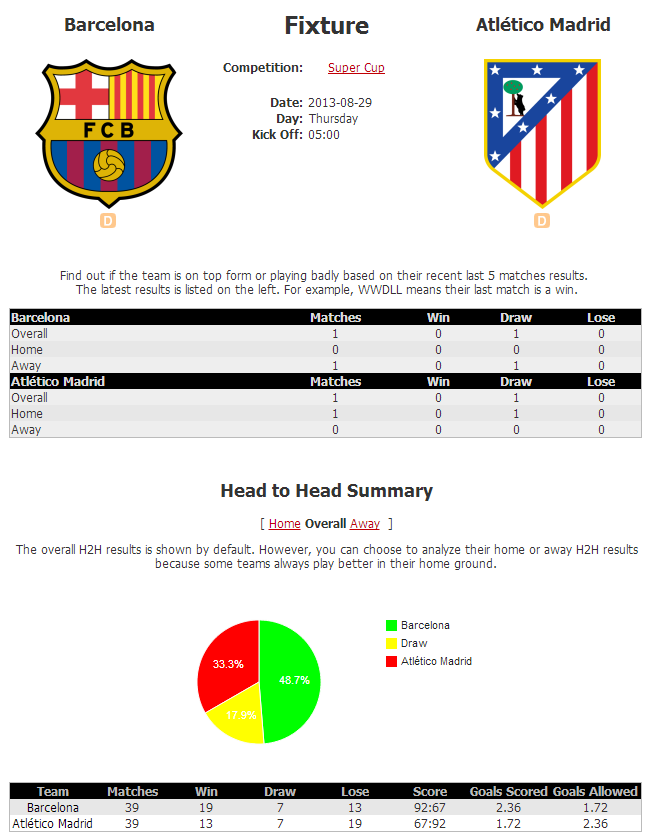 Barcelona
Fixture
Atlético Madrid
Competition: Super Cup
Date: 2013-08-29
Day: Thursday
Kick Off: 05:00
FCB
D
D
Find out if the team is on top form or playing badly based on their recent last 5 matches results.
The latest results is listed on the left. For example, WWDLL means their last match is a win.
Barcelona Matches Win Draw Lose
Overall 1 0 1 0
Home 0 0 0 0
Away 1 0 1 0
Atlético Madrid Matches Win Draw Lose
Overall 1 0 1 0
Home 1 0 1 0
Away 0 0 0 0
Head to Head Summary
[ Home Overall Away ]
The overall H2H results is shown by default. However, you can choose to analyze their home or away H2H results
because some teams always play better in their home ground.
Barcelona
Draw
Atlético Madrid
33.3%
48.7%
17.9%
Team Matches Win Draw Lose Score Goals Scored Goals Allowed
Barcelona 39 19 7 13 92:67 2.36 1.72
Atlético Madrid 39 13 7 19 67:92 1.72 2.36